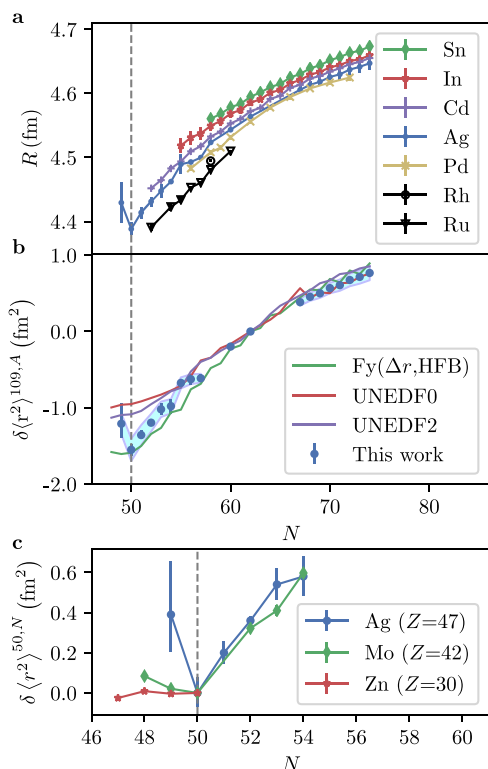 a
4.7
4.6
4.5
4.4
R (fm)
Sn
In
Cd
Ag
Pd
Rh
Ru
b
1.0
0.0
-1.0
-2.0
δ⟨r²⟩¹⁰⁹,ᴬ (fm²)
Fy(Δr,HFB)
UNEDF0
UNEDF2
This work
50 60 70 80
N
c
0.6
0.4
0.2
0.0
δ ⟨r²⟩⁵⁰,ᴺ (fm²)
Ag (Z=47)
Mo (Z=42)
Zn (Z=30)
46 48 50 52 54 56 58 60
N